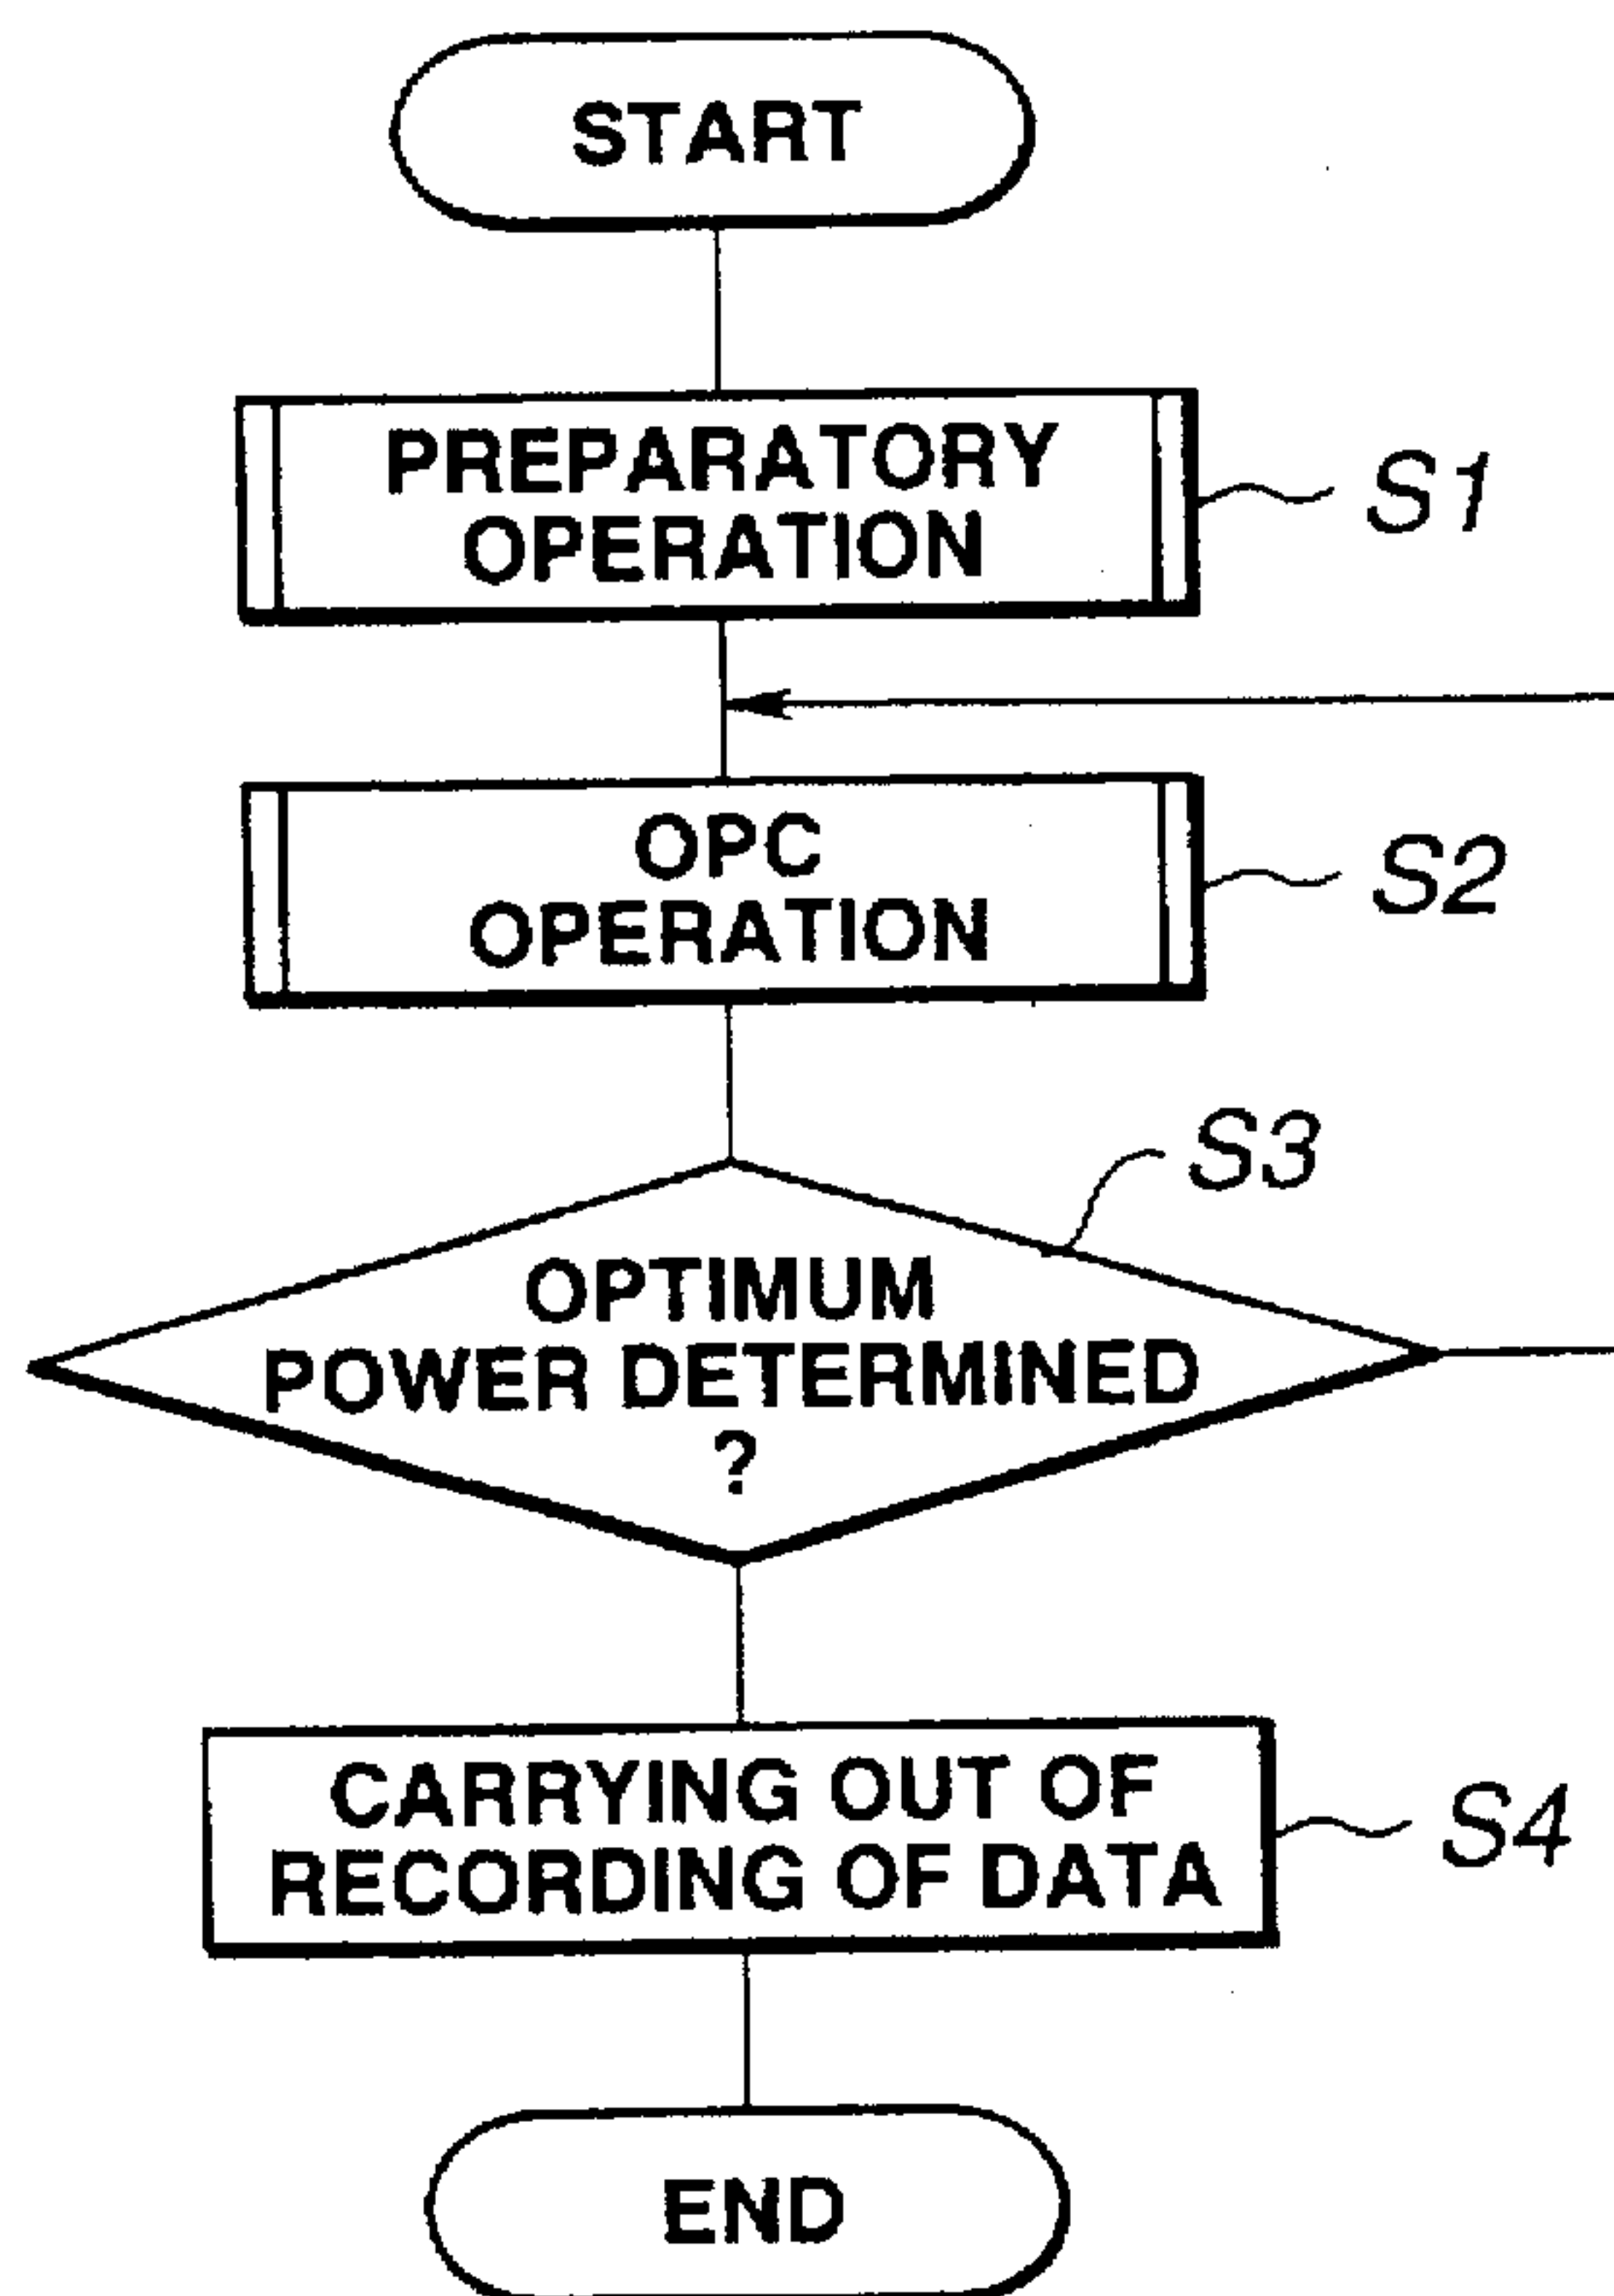 START
PREPARATORY
OPERATION
S1
OPC
OPERATION
S2
S3
OPTIMUM
POWER DETERMINED
?
CARRYING OUT OF
RECORDING OF DATA
S4
END